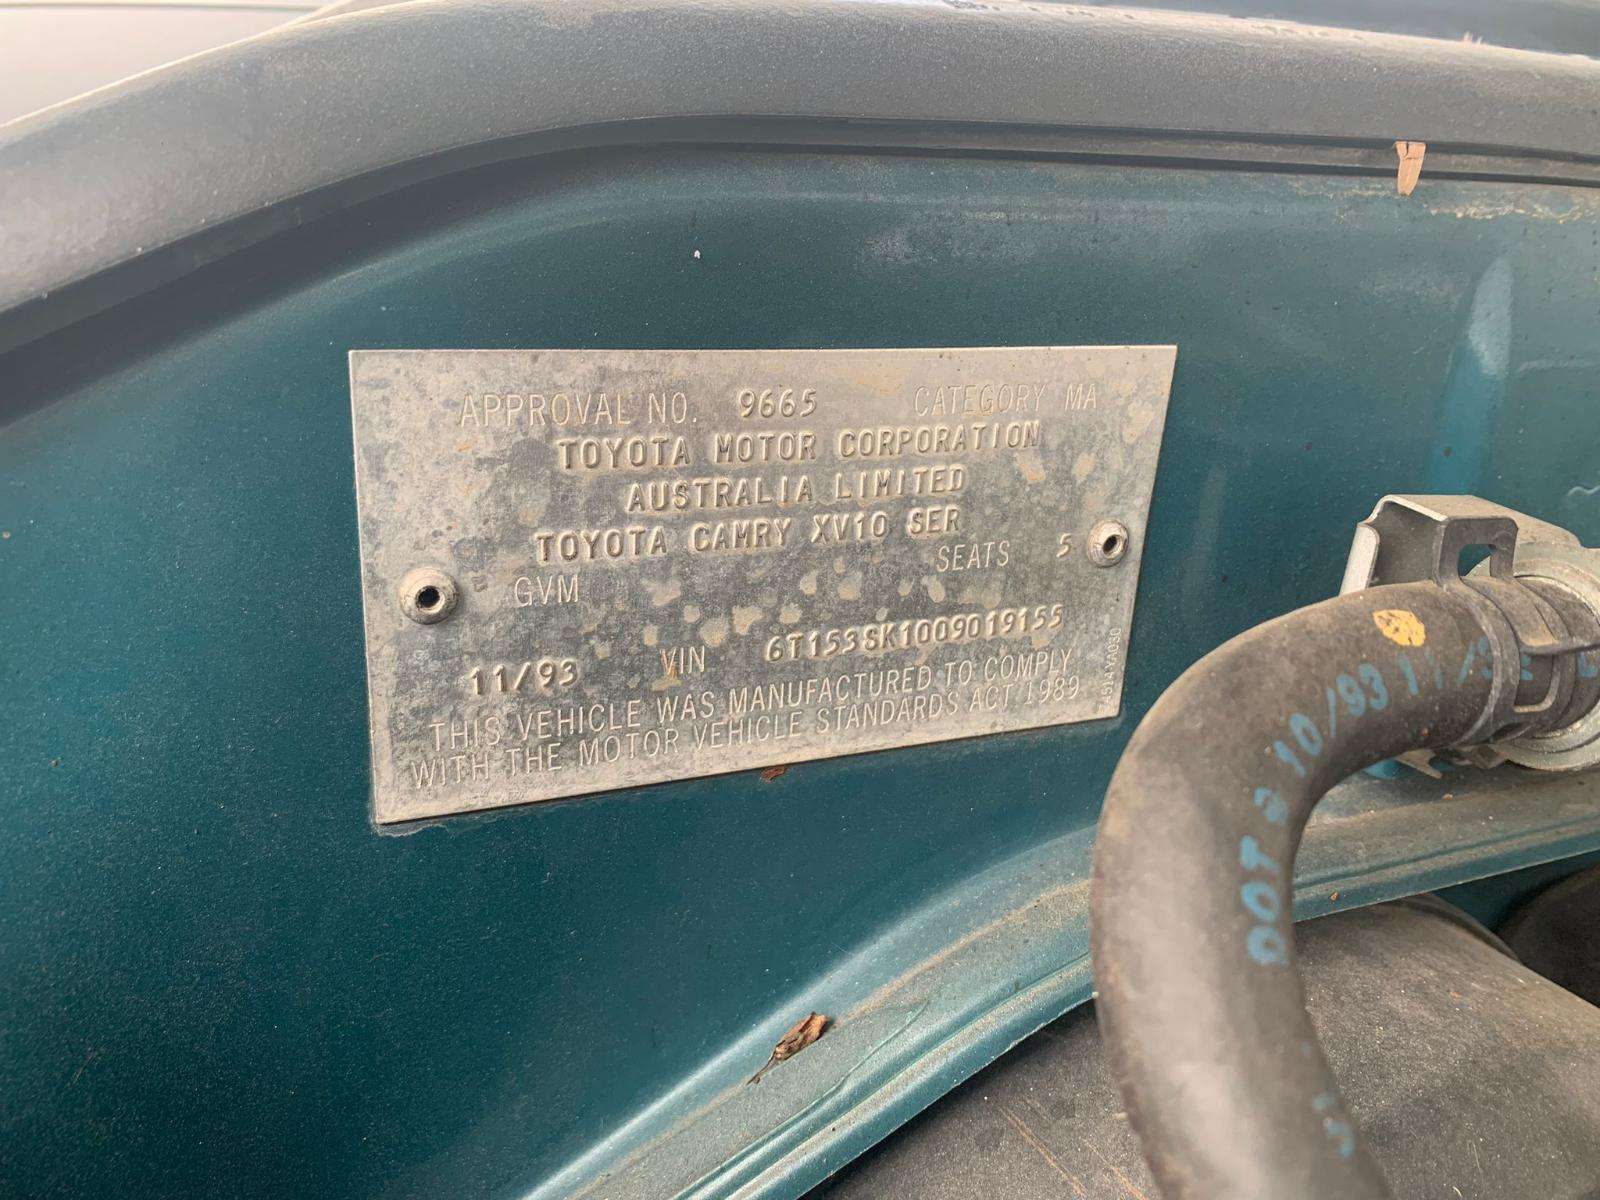 APPROVAL NO. 9665 CATEGORY MA
TOYOTA MOTOR CORPORATION
AUSTRALIA LIMITED
TOYOTA CAMRY XV10 SER
GVM SEATS 5
11/93 VIN 6T153SK1009019155
THIS VEHICLE WAS MANUFACTURED TO COMPLY
WITH THE MOTOR VEHICLE STANDARDS ACT 1989
DOT 10/93